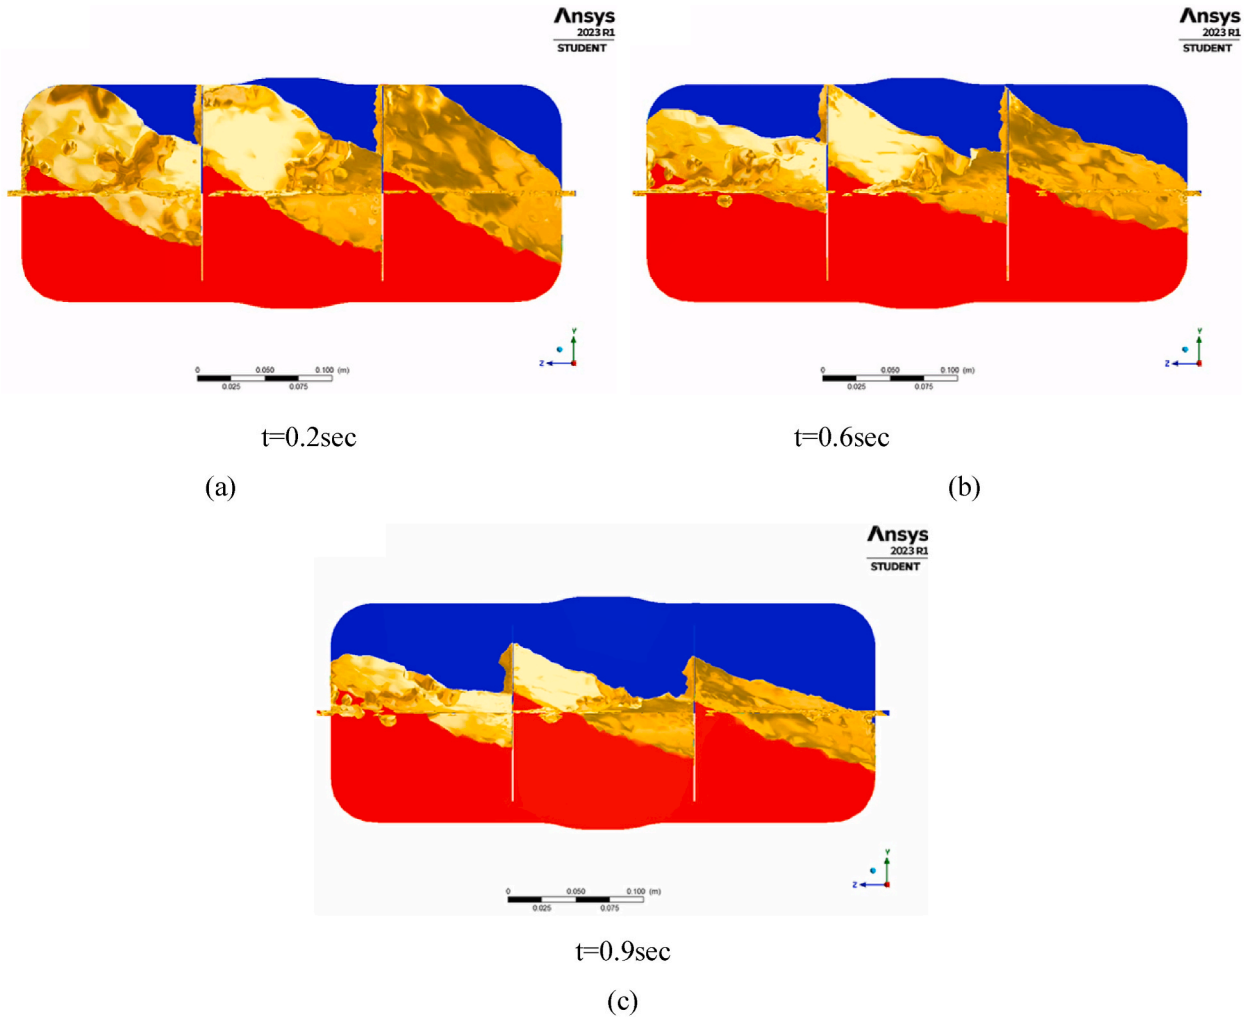 Ansys
2023 R1
STUDENT
Y
Z
0 0.050 0.100 (m)
0.025 0.075
t=0.2sec
(a)
Ansys
2023 R1
STUDENT
Y
Z
0 0.050 0.100 (m)
0.025 0.075
t=0.6sec
(b)
Ansys
2023 R1
STUDENT
Y
Z
0 0.050 0.100 (m)
0.025 0.075
t=0.9sec
(c)